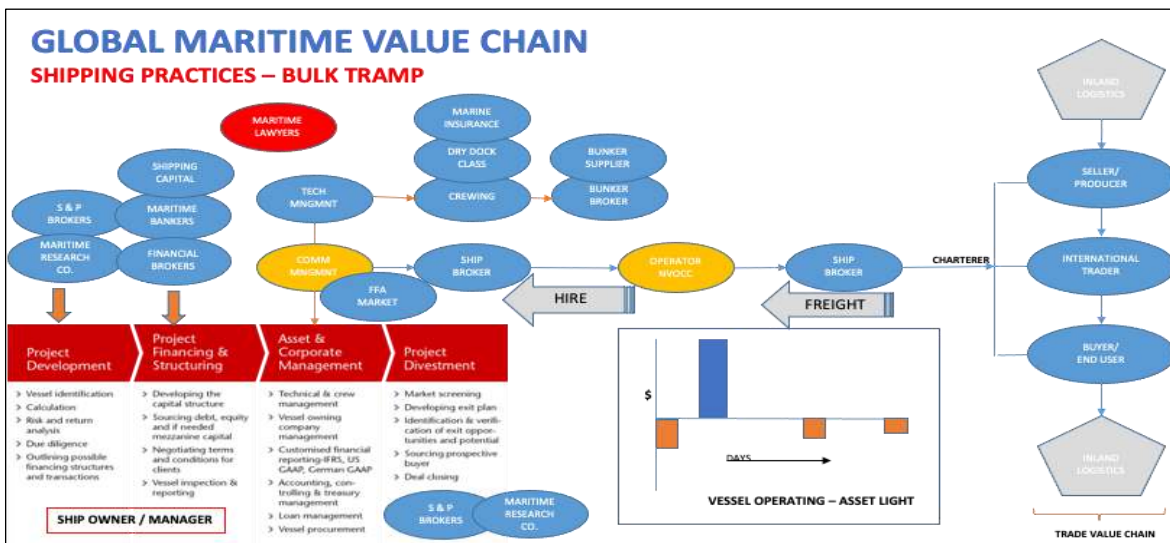 GLOBAL MARITIME VALUE CHAIN
SHIPPING PRACTICES – BULK TRAMP
MARITIME
LAWYERS
SHIPPING
CAPITAL
S & P
BROKERS
MARITIME
BANKERS
MARITIME
RESEARCH
CO.
FINANCIAL
BROKERS
TECH
MNGMNT
COMM
MNGMNT
FFA
MARKET
MARINE
INSURANCE
DRY DOCK
CLASS
CREWING
BUNKER
SUPPLIER
BUNKER
BROKER
SHIP
BROKER
OPERATOR
NVOCC
SHIP
BROKER
CHARTERER
HIRE
FREIGHT
INLAND
LOGISTICS
SELLER/
PRODUCER
INTERNATIONAL
TRADER
BUYER/
END USER
INLAND
LOGISTICS
TRADE VALUE CHAIN
Project
Development
> Vessel identification
> Calculation
> Risk and return
analysis
> Due diligence
> Outlining possible
financing structures
and transactions
Project
Financing &
Structuring
> Developing the
capital structure
> Sourcing debt, equity
and if needed
mezzanine capital
> Negotiating terms
and conditions for
clients
> Vessel inspection &
reporting
Asset &
Corporate
Management
> Technical & crew
management
> Vessel owning
company
management
> Customised financial
reporting-IFRS, US
GAAP, German GAAP
> Accounting, con-
trolling & treasury
management
> Loan management
> Vessel procurement
Project
Divestment
> Market screening
> Developing exit plan
> Identification & verifi-
cation of exit oppor-
tunities and potential
> Sourcing prospective
buyer
> Deal closing
SHIP OWNER / MANAGER
S & P
BROKERS
MARITIME
RESEARCH
CO.
$
DAYS
VESSEL OPERATING – ASSET LIGHT